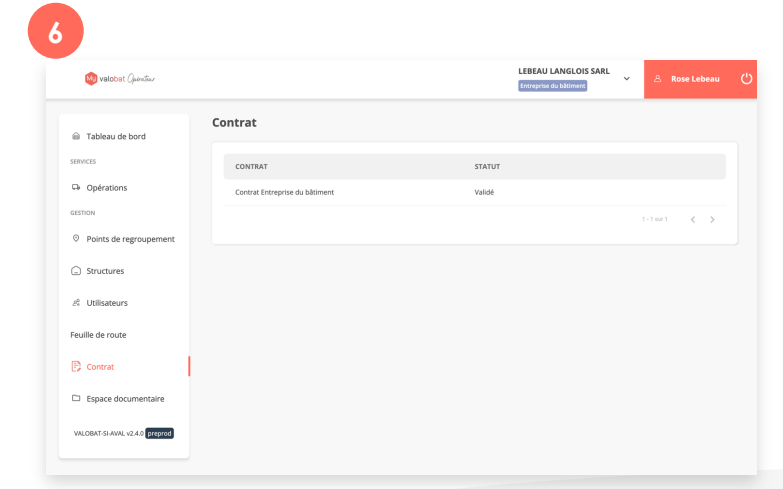 6
My valobat Opérateur
LEBEAU LANGLOIS SARL
Entreprise du bâtiment
Rose Lebeau
Tableau de bord
SERVICES
Opérations
GESTION
Points de regroupement
Structures
Utilisateurs
Feuille de route
Contrat
Espace documentaire
VALOBAT-SI-AVAL v2.4.0 preprod
Contrat
CONTRAT STATUT
Contrat Entreprise du bâtiment Validé
1 - 1 sur 1